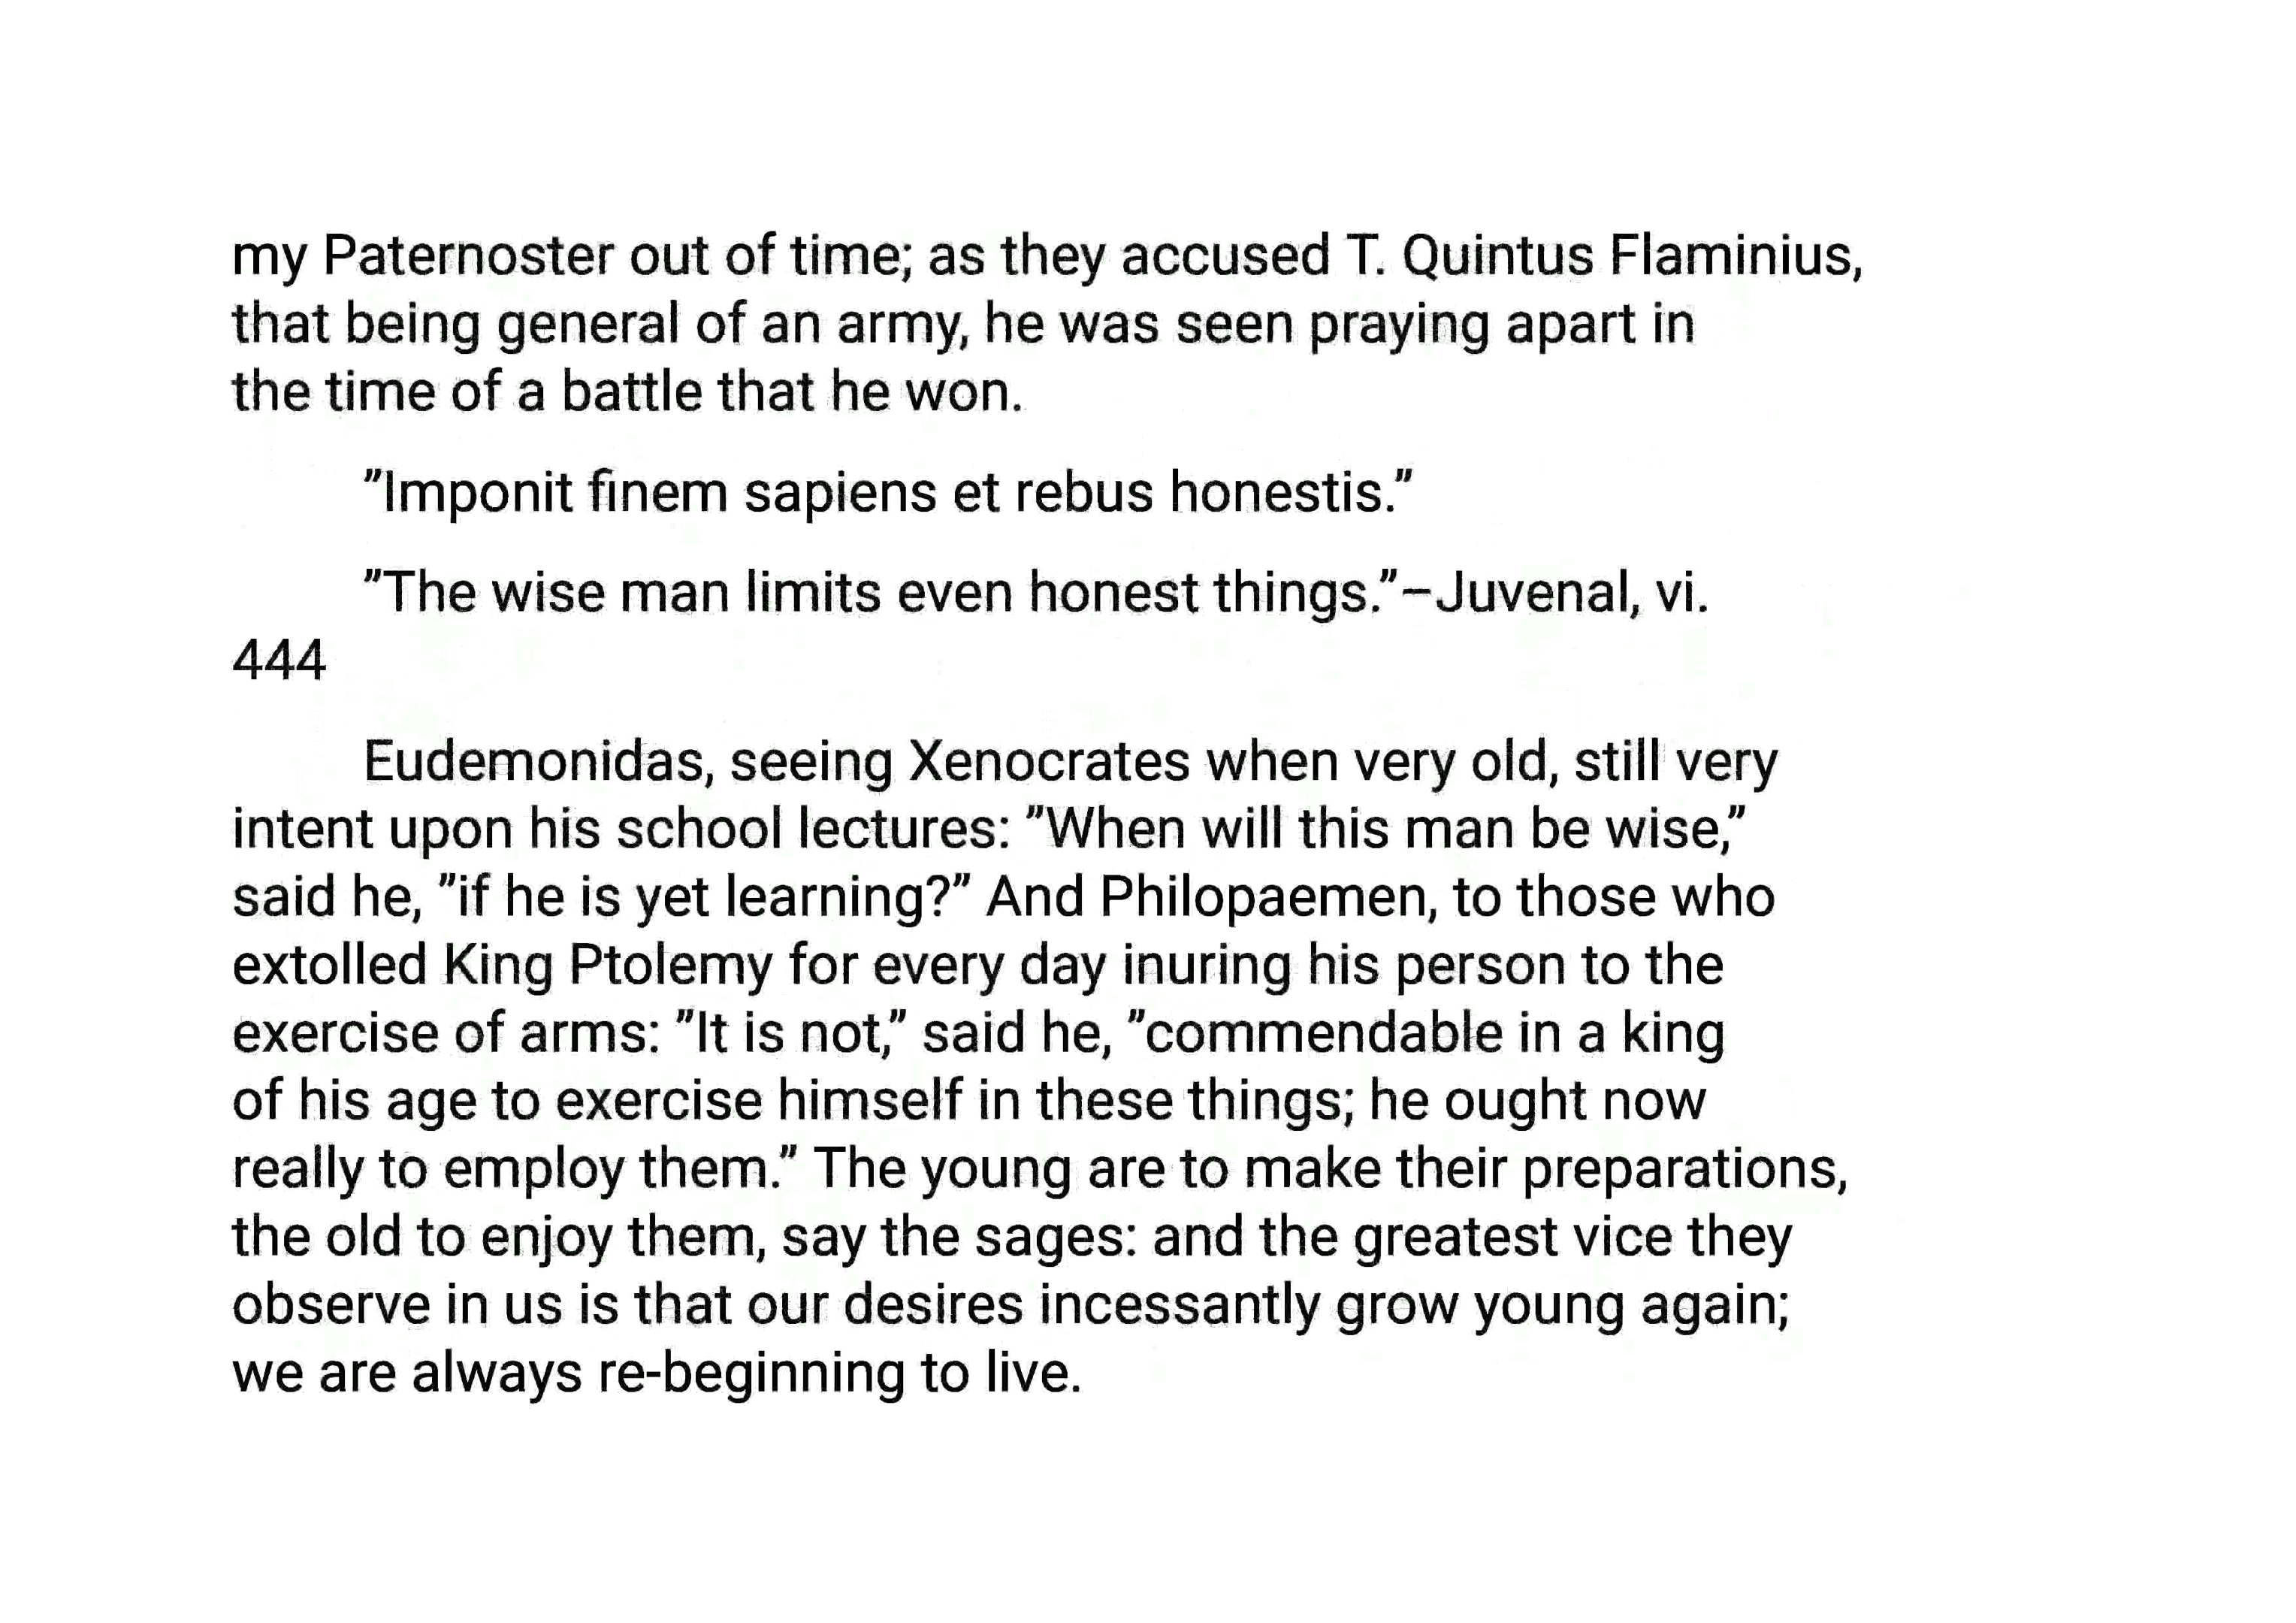 my Paternoster out of time; as they accused T. Quintus Flaminius,
that being general of an army, he was seen praying apart in
the time of a battle that he won.
”Imponit finem sapiens et rebus honestis.”
”The wise man limits even honest things.”–Juvenal, vi.
444
Eudemonidas, seeing Xenocrates when very old, still very
intent upon his school lectures: ”When will this man be wise,”
said he, ”if he is yet learning?” And Philopaemen, to those who
extolled King Ptolemy for every day inuring his person to the
exercise of arms: ”It is not,” said he, ”commendable in a king
of his age to exercise himself in these things; he ought now
really to employ them.” The young are to make their preparations,
the old to enjoy them, say the sages: and the greatest vice they
observe in us is that our desires incessantly grow young again;
we are always re-beginning to live.